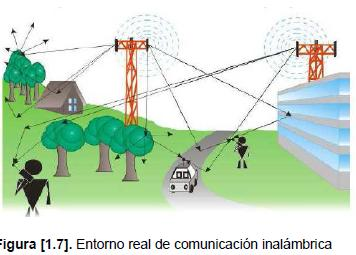 Figura [1.7]. Entorno real de comunicación inalámbrica